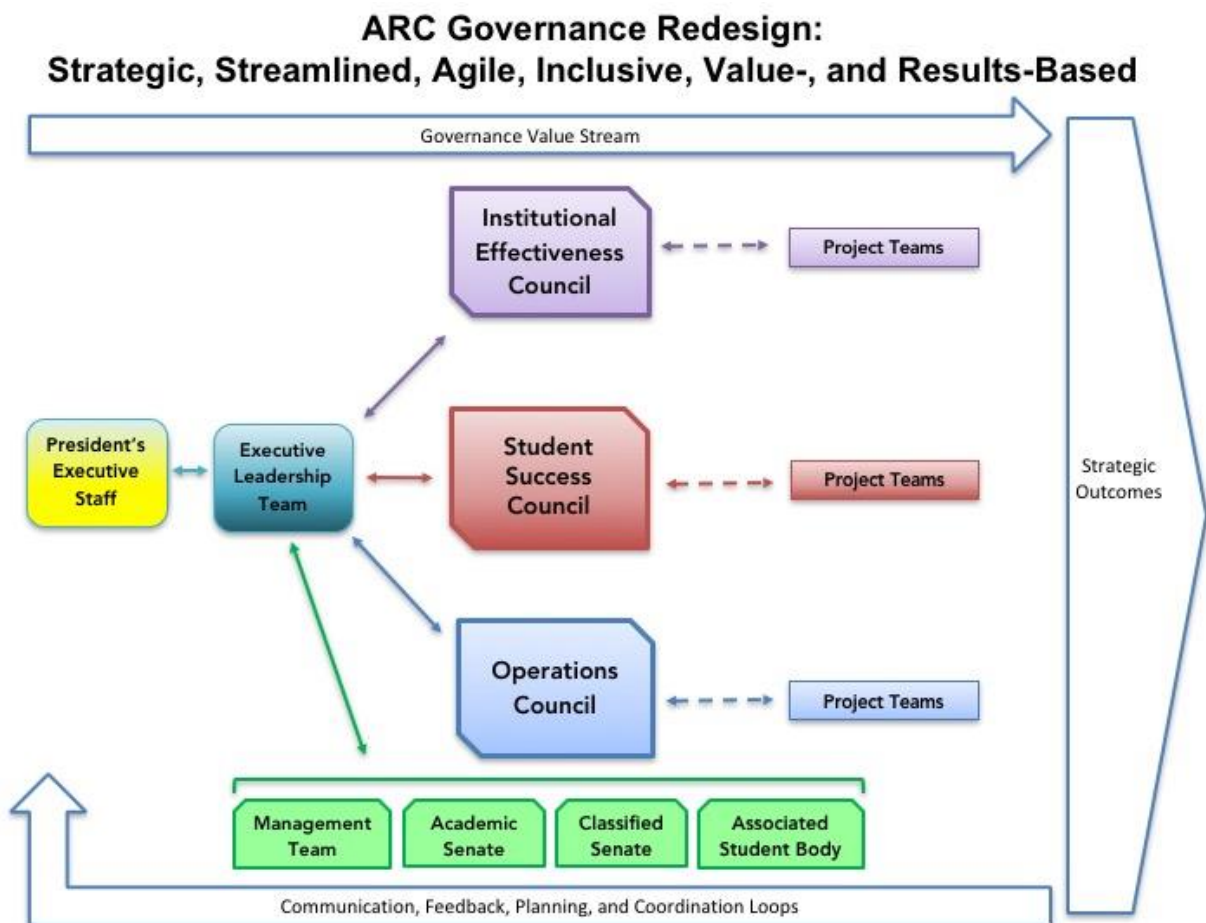 ARC Governance Redesign:
Strategic, Streamlined, Agile, Inclusive, Value-, and Results-Based
Governance Value Stream
Institutional
Effectiveness
Council
Project Teams
President's
Executive
Staff
Executive
Leadership
Team
Student
Success
Council
Project Teams
Strategic
Outcomes
Operations
Council
Project Teams
Management
Team
Academic
Senate
Classified
Senate
Associated
Student Body
Communication, Feedback, Planning, and Coordination Loops